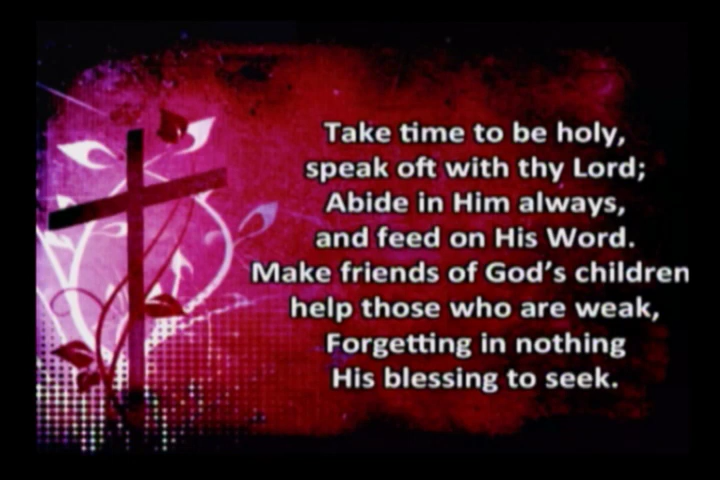 Take time to be holy,
speak oft with thy Lord;
Abide in Him always,
and feed on His Word.
Make friends of God's children
help those who are weak,
Forgetting in nothing
His blessing to seek.